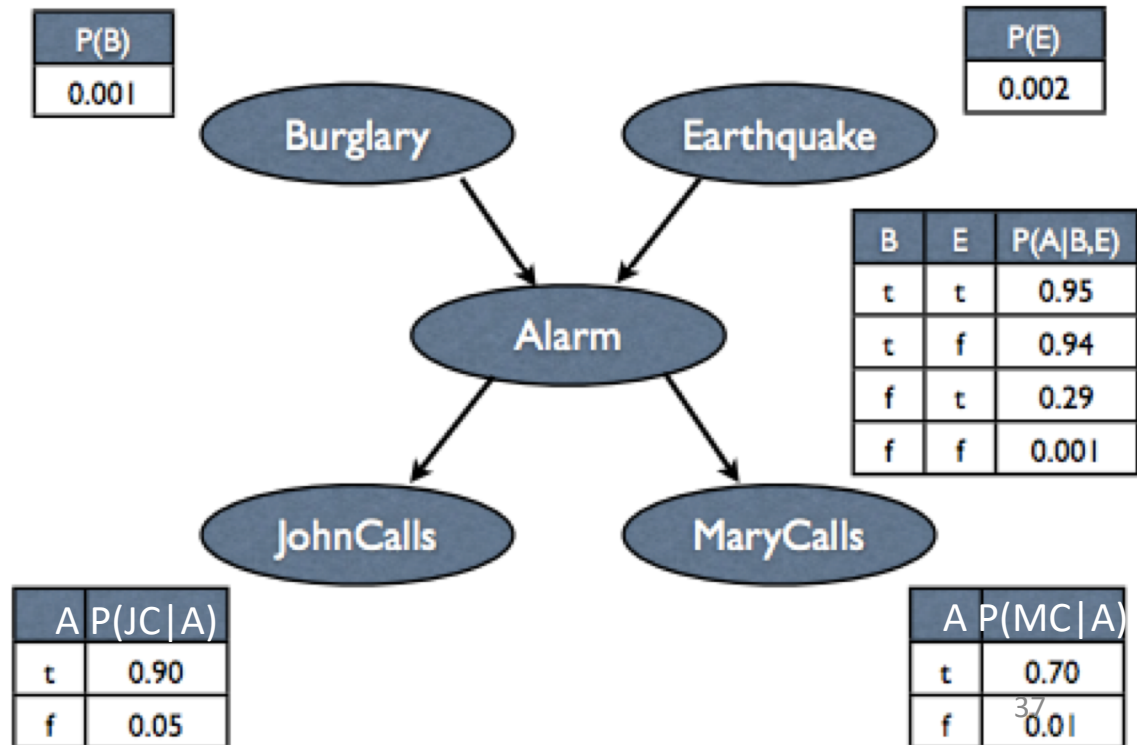 P(B)
0.001
P(E)
0.002
Burglary
Earthquake
B E P(A|B,E)
t t 0.95
t f 0.94
f t 0.29
f f 0.001
Alarm
JohnCalls
MaryCalls
A P(JC|A)
t 0.90
f 0.05
A P(MC|A)
t 0.70
f 0.01
37